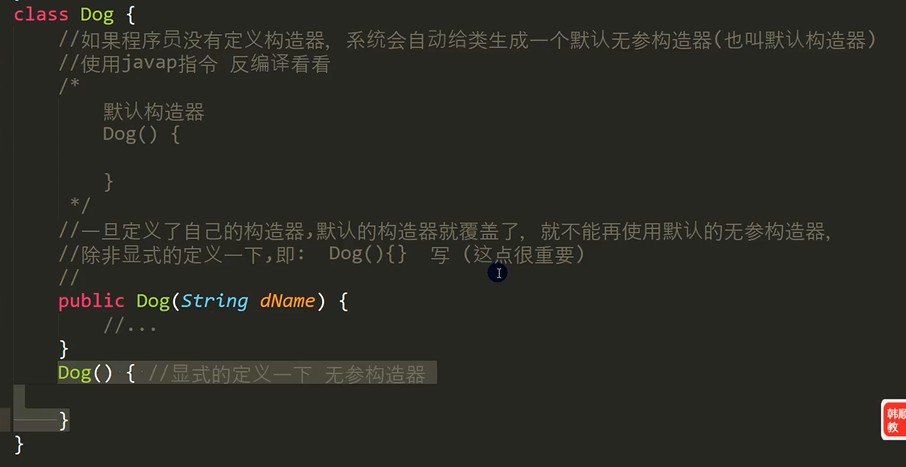 class Dog {
//如果程序员没有定义构造器, 系统会自动给类生成一个默认无参构造器(也叫默认构造器)
//使用javap指令 反编译看看
/*
默认构造器
Dog() {
}
*/
//一旦定义了自己的构造器,默认的构造器就覆盖了, 就不能再使用默认的无参构造器,
//除非显式的定义一下,即: Dog(){} 写 (这点很重要)
//
public Dog(String dName) {
//...
}
Dog() { //显式的定义一下 无参构造器
}
}
韩顺
教